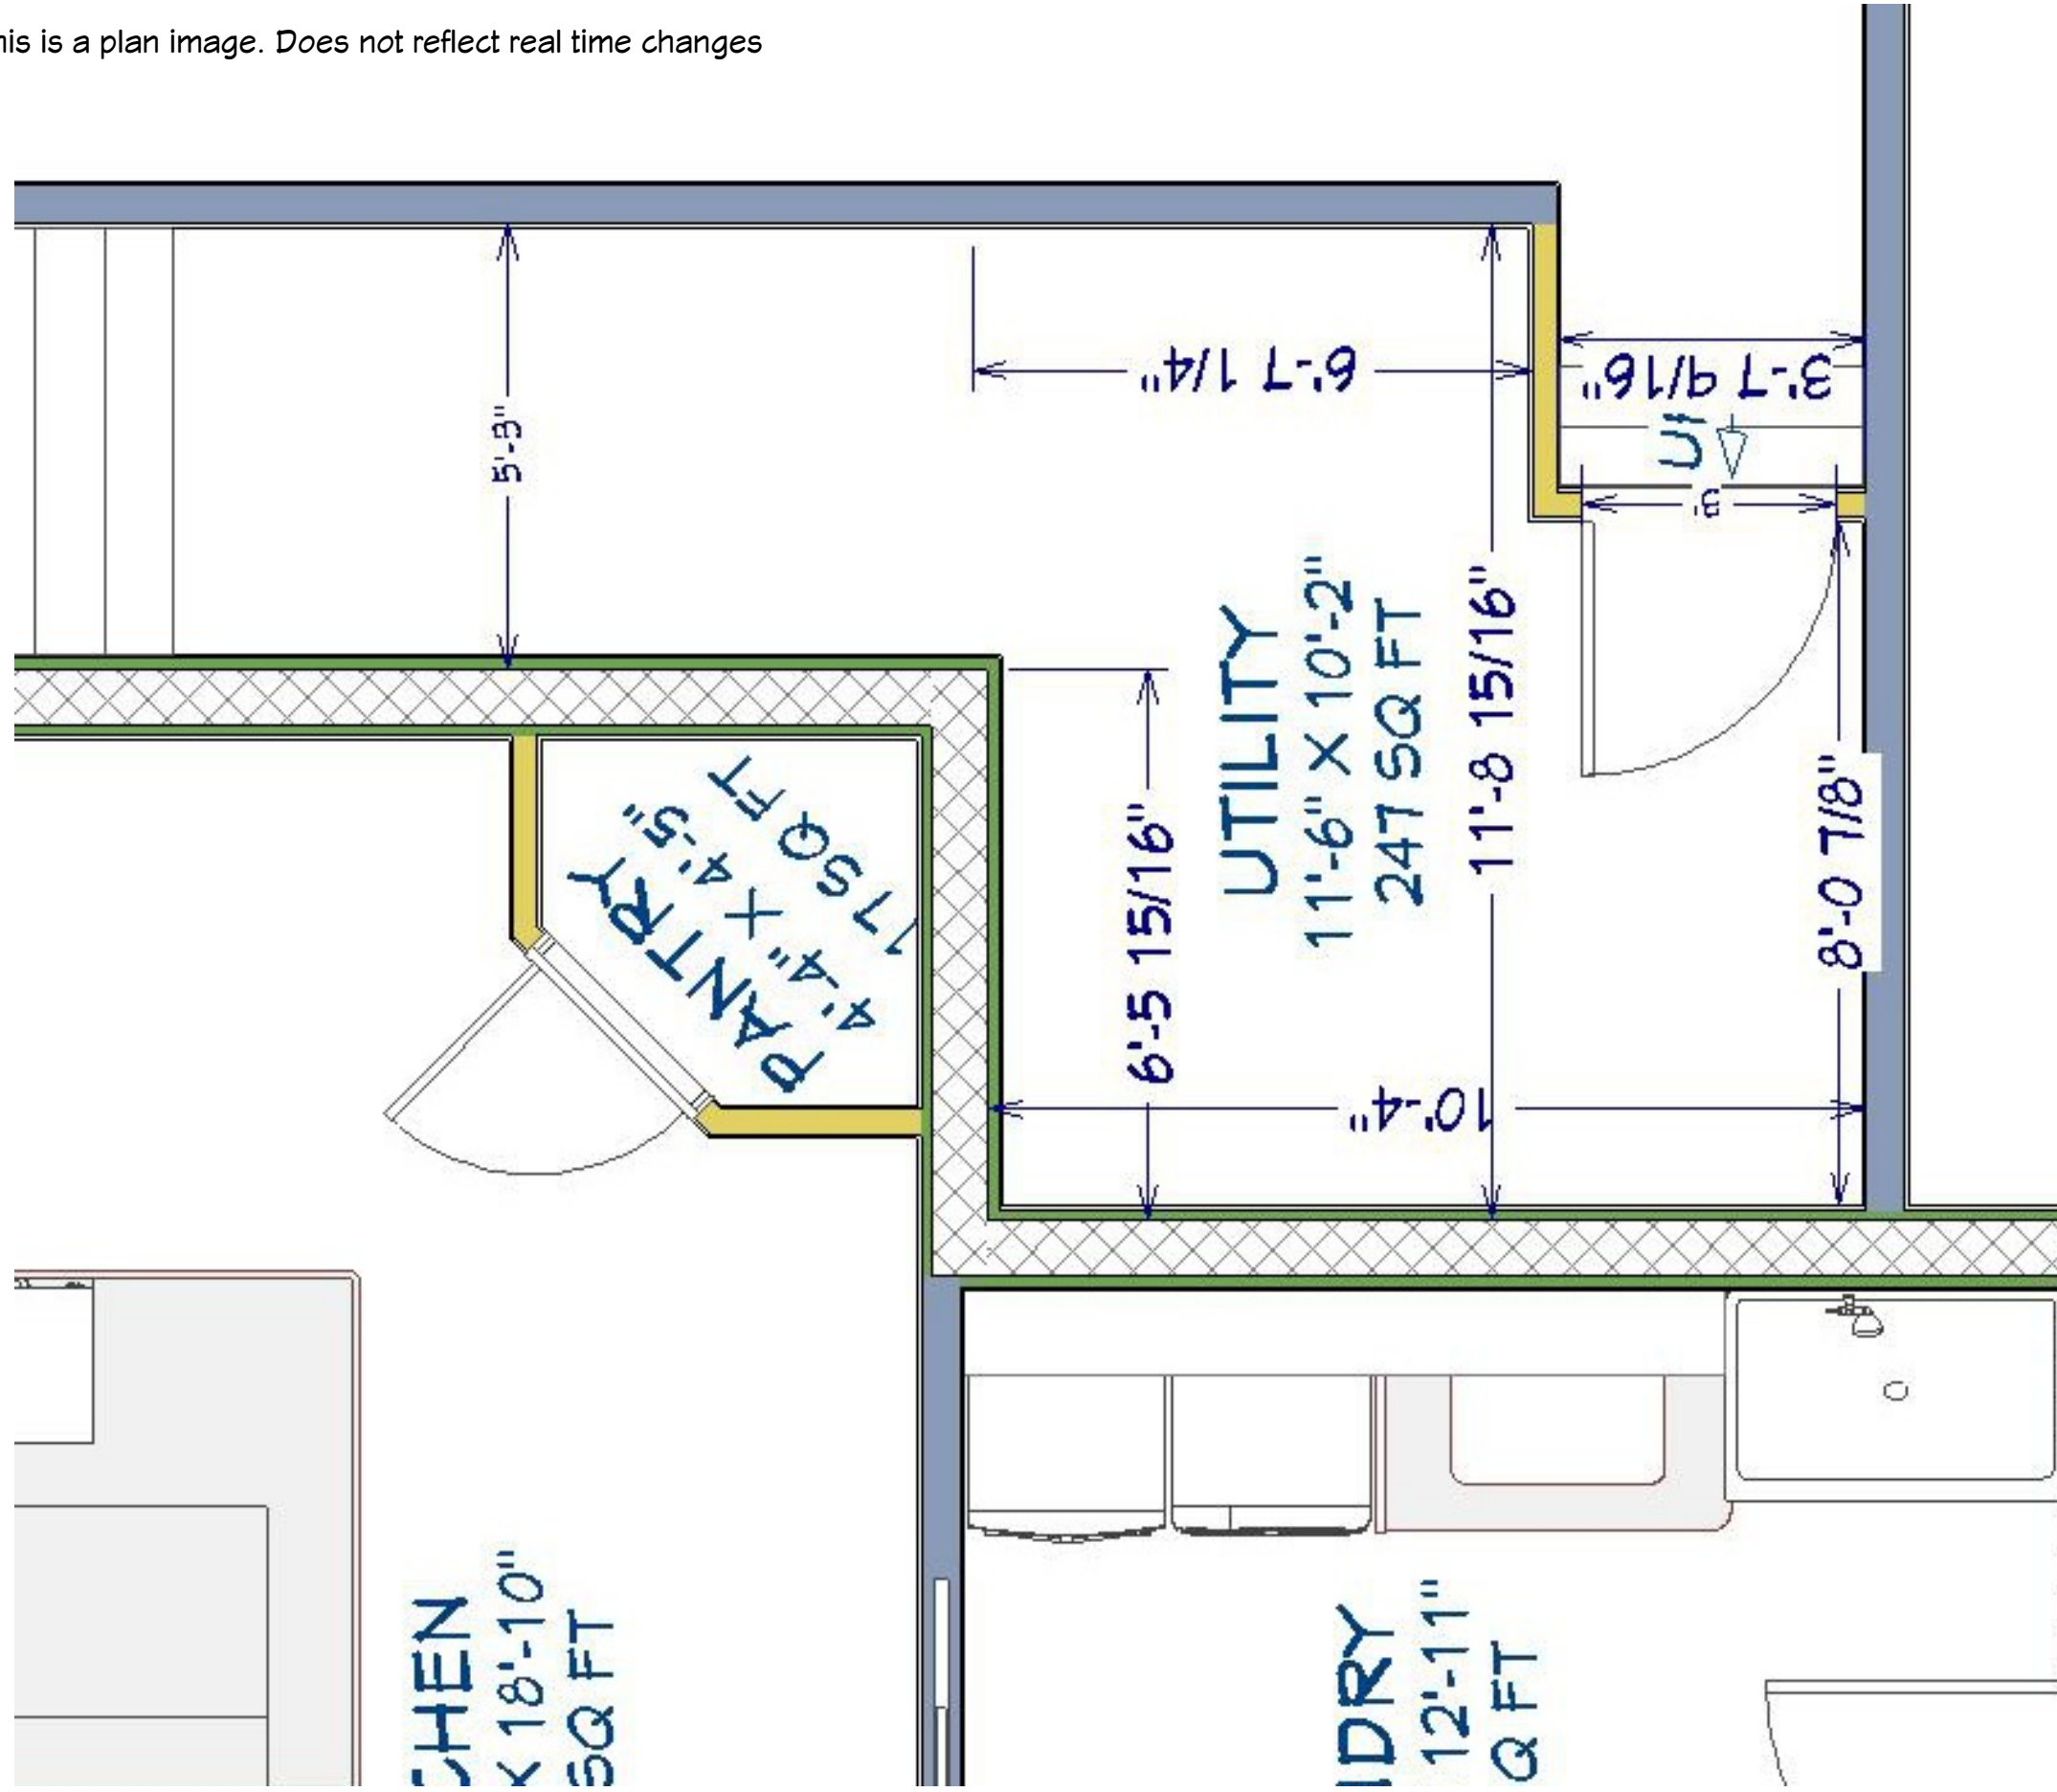 his is a plan image. Does not reflect real time changes
5'-3"
6'-7 1/4"
3'-7 9/16"
3'
UTILITY
11'-6" X 10'-2"
247 SQ FT
11'-8 15/16"
6'-5 15/16"
8'-0 7/8"
10'-4"
PANTRY
4'-4" X 4'-5"
17 SQ FT
CHEN
X 18'-10"
SQ FT
NDRY
12'-11"
Q FT